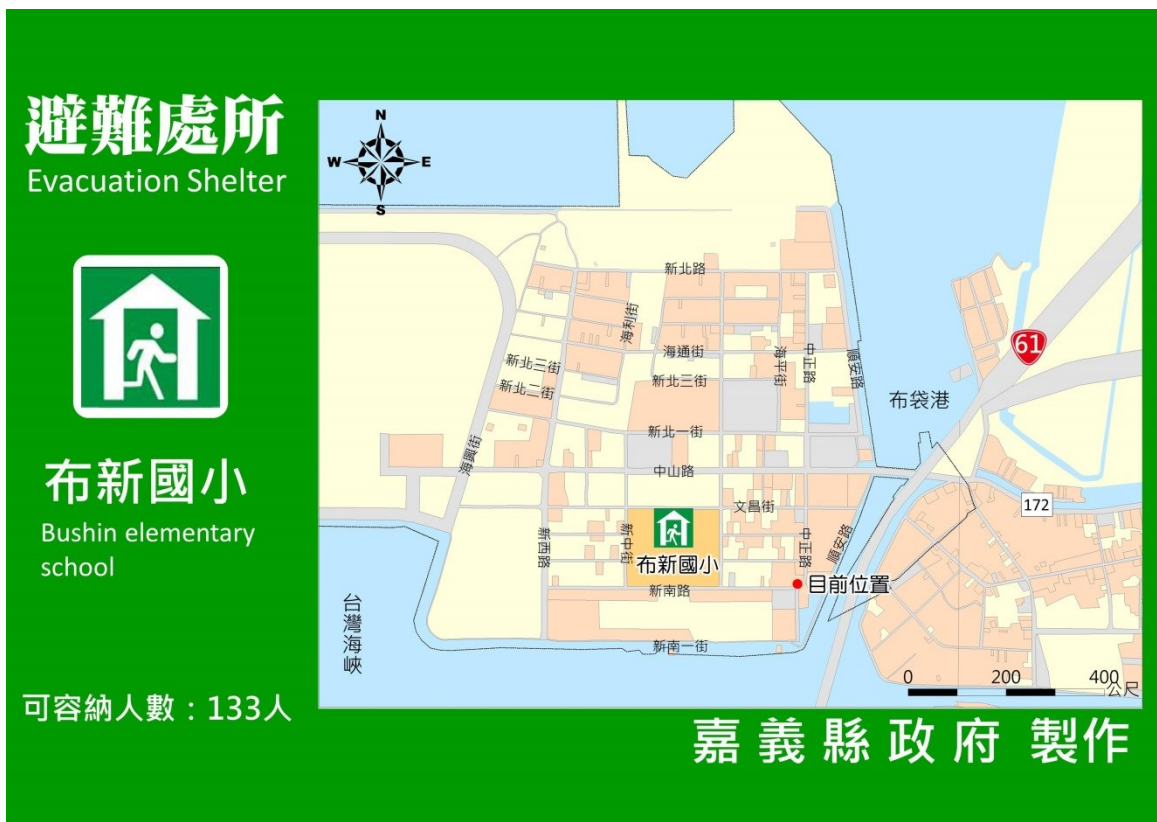 避難處所
Evacuation Shelter
布新國小
Bushin elementary
school
可容納人數：133人
N
W
E
S
新北路
海利街
海通街
新北三街
新北三街
新北二街
海平街
中正路
順安路
61
布袋港
新北一街
海興街
中山路
文昌街
172
新西路
新中街
布新國小
中正路
順安路
目前位置
新南路
台灣海峽
新南一街
0 200 400
公尺
嘉義縣政府 製作